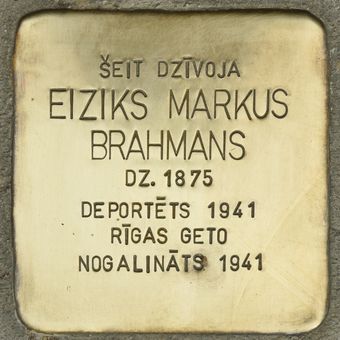 ŠEIT DZĪVOJA
EIZIKS MARKUS
BRAHMANS
DZ. 1875
DEPORTĒTS 1941
RĪGAS GETO
NOGALINĀTS 1941